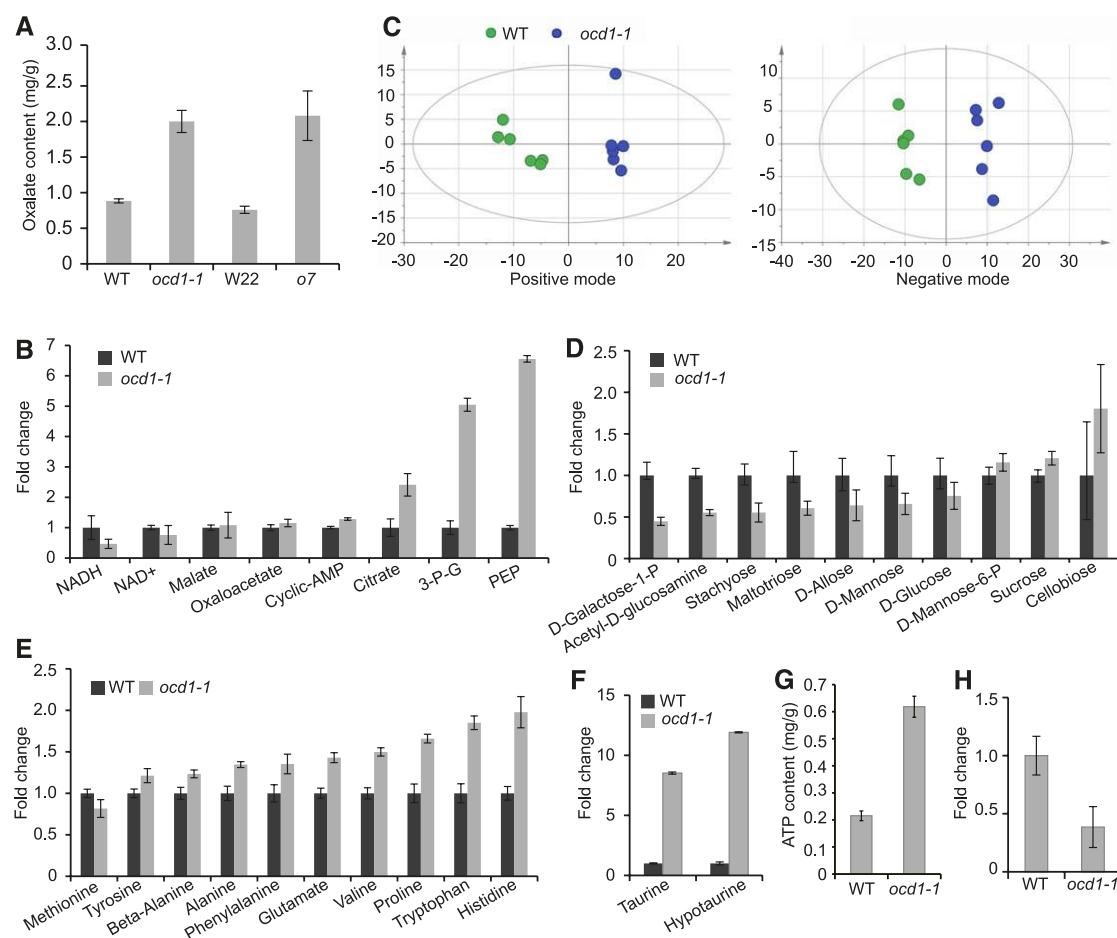 A
Oxalate content (mg/g)
3.0
2.5
2.0
1.5
1.0
0.5
0
WT ocd1-1 W22 o7
C
WT ocd1-1
15
10
5
0
-5
-10
-15
-20
-30 -20 -10 0 10 20
Positive mode
10
5
0
-5
-10
-15
-40 -30 -20 -10 0 10 20 30
Negative mode
B
Fold change
7
6
5
4
3
2
1
0
WT
ocd1-1
NADH NAD+ Malate Oxaloacetate Cyclic-AMP Citrate 3-P-G PEP
D
Fold change
2.5
2.0
1.5
1.0
0.5
0
WT
ocd1-1
D-Galactose-1-P Acetyl-D-glucosamine Stachyose Maltotriose D-Allose D-Mannose D-Glucose D-Mannose-6-P Sucrose Cellobiose
E
Fold change
2.5
2.0
1.5
1.0
0.5
0
WT ocd1-1
Methionine Tyrosine Beta-Alanine Alanine Phenylalanine Glutamate Valine Proline Tryptophan Histidine
F
Fold change
15
10
5
0
WT
ocd1-1
Taurine Hypotaurine
G
ATP content (mg/g)
0.7
0.6
0.5
0.4
0.3
0.2
0.1
0
WT ocd1-1
H
Fold change
1.5
1.0
0.5
0
WT ocd1-1